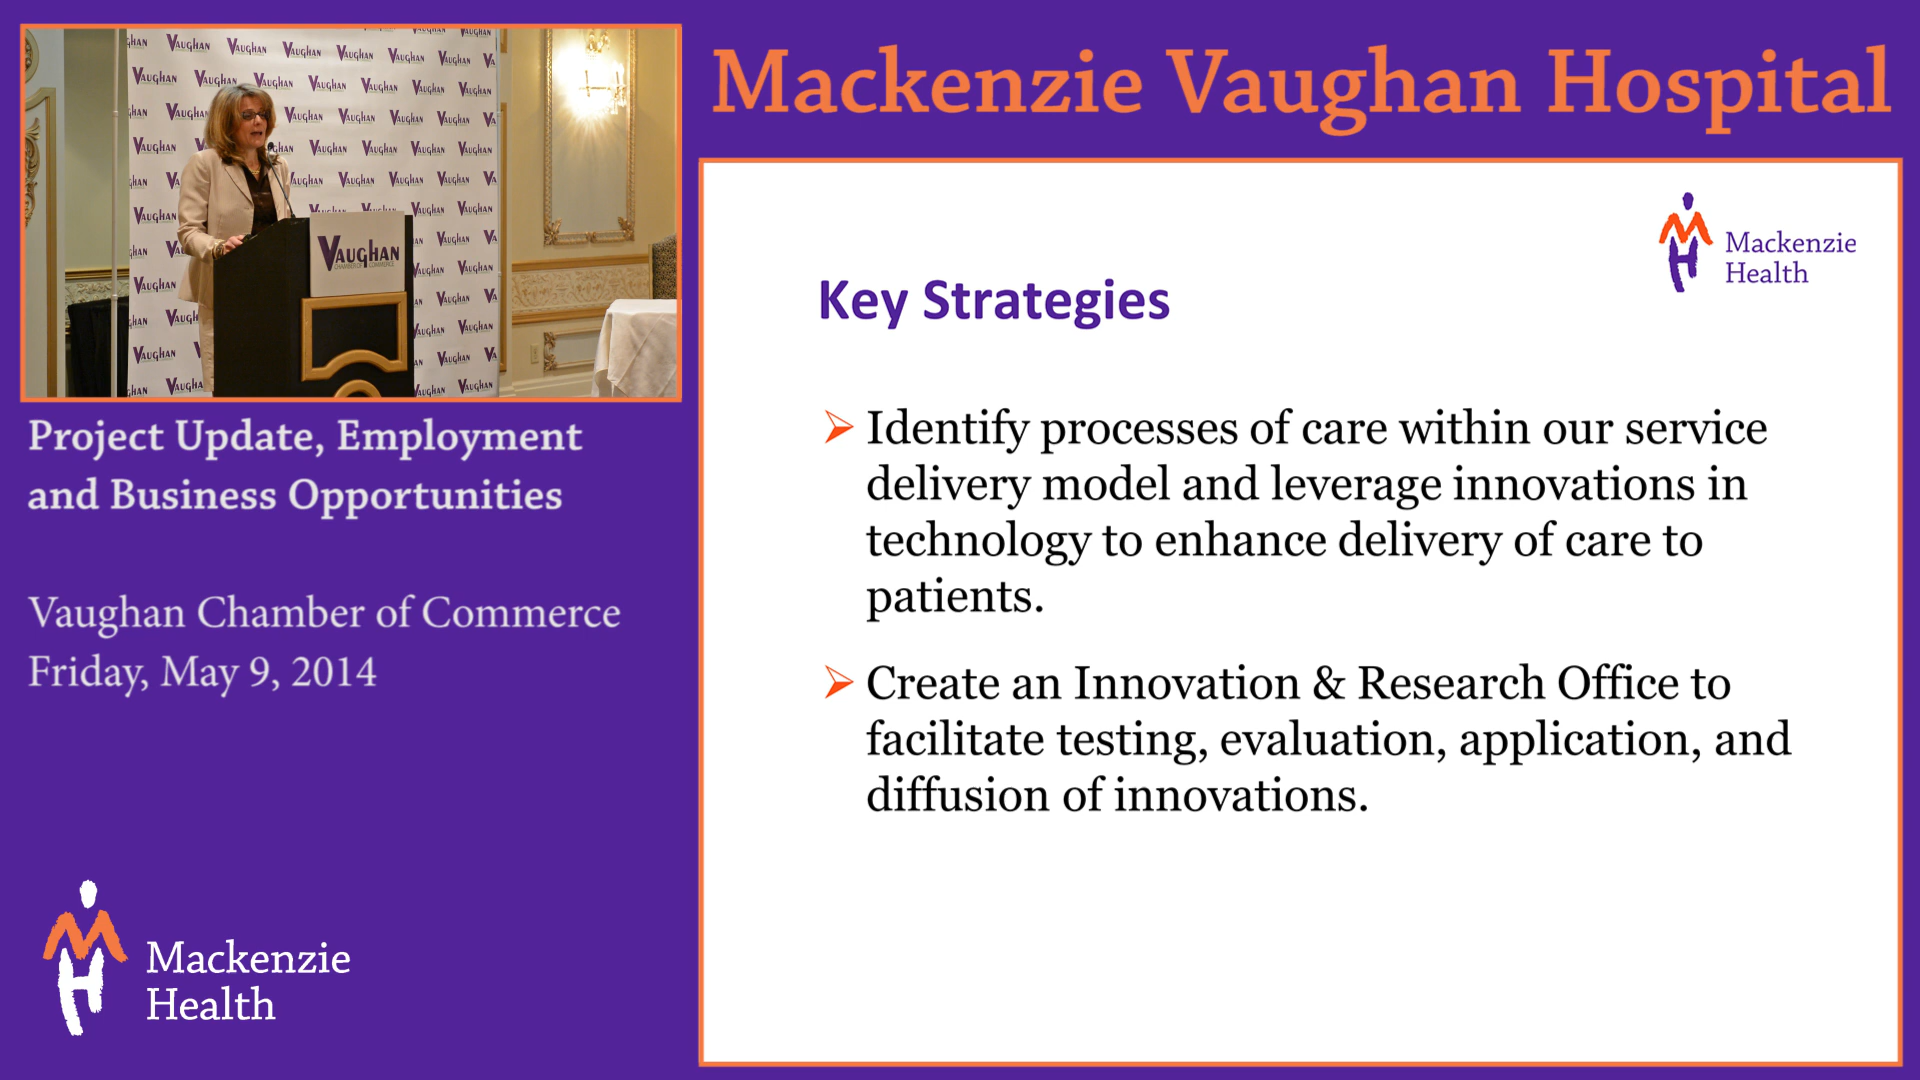 Mackenzie Vaughan Hospital
VAUGHAN
CHAMBER OF COMMERCE
Project Update, Employment
and Business Opportunities
Vaughan Chamber of Commerce
Friday, May 9, 2014
Mackenzie
Health
Mackenzie
Health
Key Strategies
Identify processes of care within our service
delivery model and leverage innovations in
technology to enhance delivery of care to
patients.
Create an Innovation & Research Office to
facilitate testing, evaluation, application, and
diffusion of innovations.